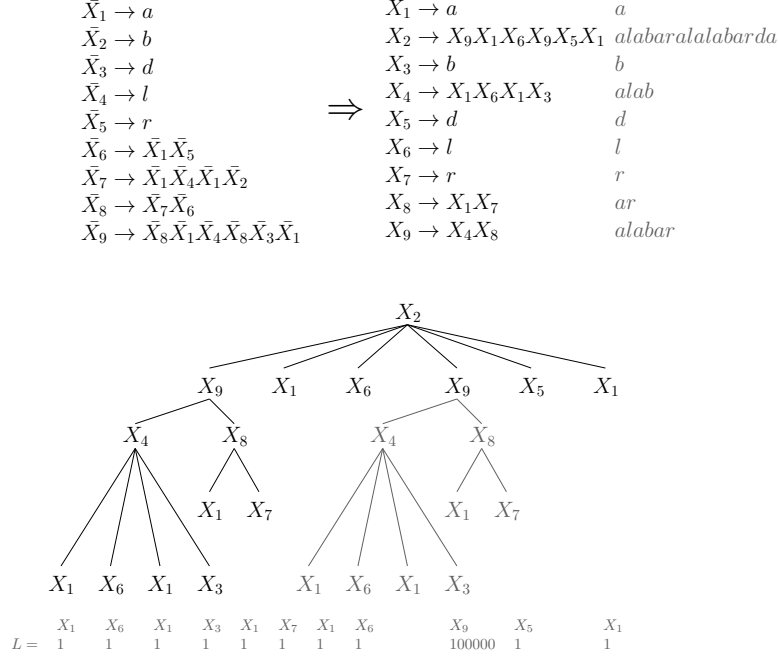 X̄₁ → a X₁ → a a
X̄₂ → b X₂ → X₉X₁X₆X₉X₅X₁ alabaralalabarda
X̄₃ → d X₃ → b b
X̄₄ → l X₄ → X₁X₆X₁X₃ alab
⇒
X̄₅ → r X₅ → d d
X̄₆ → X̄₁X̄₅ X₆ → l l
X̄₇ → X̄₁X̄₄X̄₁X̄₂ X₇ → r r
X̄₈ → X̄₇X̄₆ X₈ → X₁X₇ ar
X̄₉ → X̄₈X̄₁X̄₄X̄₈X̄₃X̄₁ X₉ → X₄X₈ alabar
X₂
X₉ X₁ X₆ X₉ X₅ X₁
X₄ X₈ X₄ X₈
X₁ X₇ X₁ X₇
X₁ X₆ X₁ X₃ X₁ X₆ X₁ X₃
X₁ X₆ X₁ X₃ X₁ X₇ X₁ X₆ X₉ X₅ X₁
L = 1 1 1 1 1 1 1 1 100000 1 1